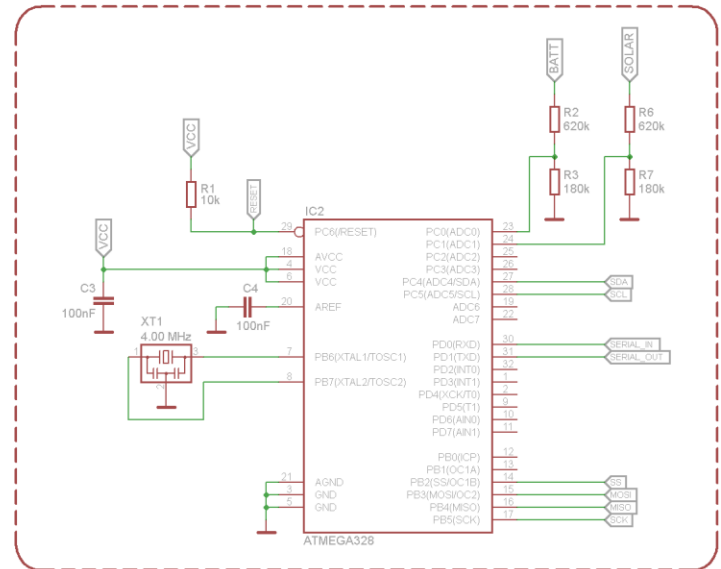 BATT
SOLAR
R2
620k
R6
620k
VCC
R3
180k
R7
180k
R1
10k
RESET
IC2
VCC
29 PC6(/RESET) PC0(ADC0) 23
PC1(ADC1) 24
18 AVCC PC2(ADC2) 25
4 VCC PC3(ADC3) 26
6 VCC PC4(ADC4/SDA) 27 SDA
PC5(ADC5/SCL) 28 SCL
C3
100nF
C4
100nF
20 AREF ADC6 19
ADC7 22
XT1
4.00 MHz
1 3
2
PD0(RXD) 30 SERIAL_IN
7 PB6(XTAL1/TOSC1) PD1(TXD) 31 SERIAL_OUT
PD2(INT0) 32
8 PB7(XTAL2/TOSC2) PD3(INT1) 1
PD4(XCK/T0) 2
PD5(T1) 9
PD6(AIN0) 10
PD7(AIN1) 11
PB0(ICP) 12
PB1(OC1A) 13
21 AGND PB2(SS/OC1B) 14 SS
3 GND PB3(MOSI/OC2) 15 MOSI
5 GND PB4(MISO) 16 MISO
PB5(SCK) 17 SCK
ATMEGA328